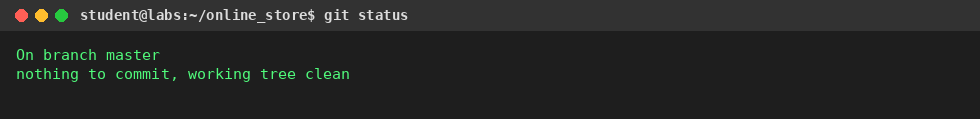 student@labs:~/online_store$ git status
On branch master
nothing to commit, working tree clean